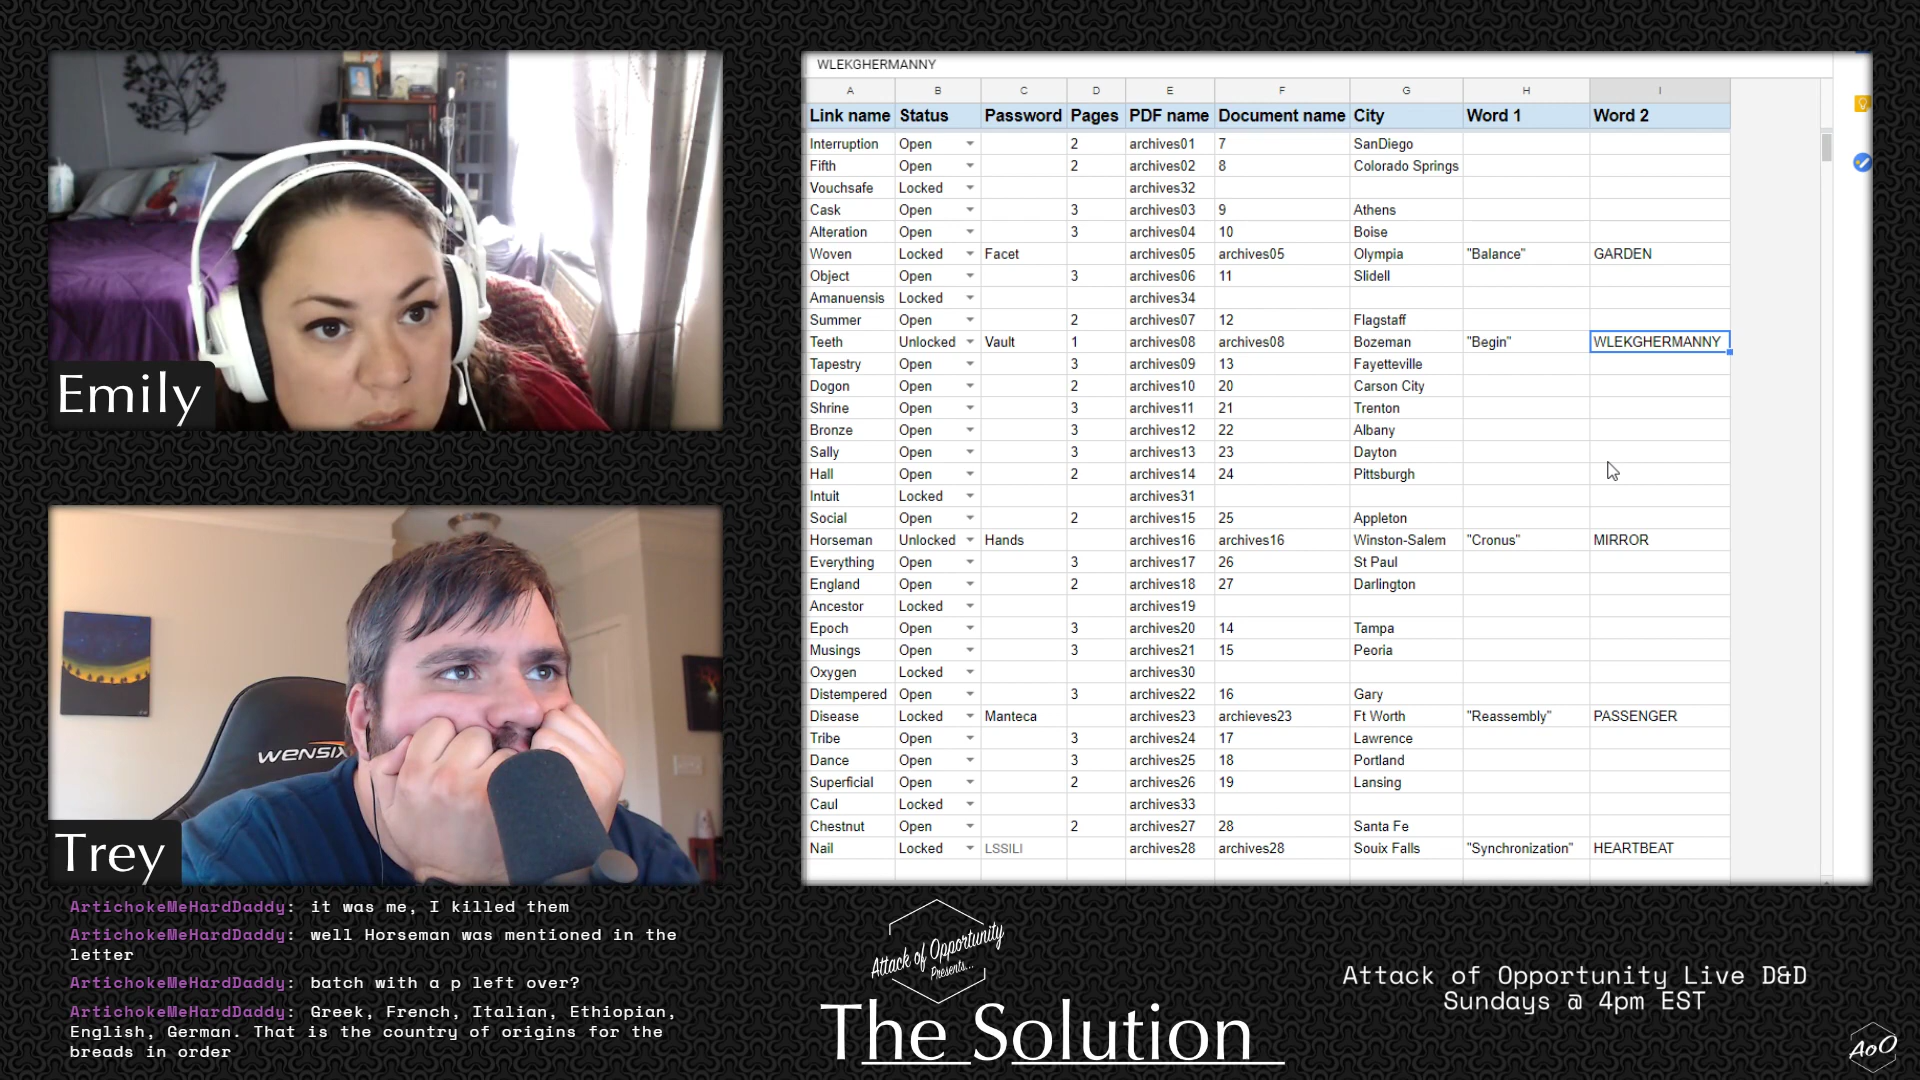 WLEKGHERMANNY
A B C D E F G H I
Link name Status Password Pages PDF name Document name City Word 1 Word 2
Interruption Open 2 archives01 7 SanDiego
Fifth Open 2 archives02 8 Colorado Springs
Vouchsafe Locked archives32
Cask Open 3 archives03 9 Athens
Alteration Open 3 archives04 10 Boise
Woven Locked Facet archives05 archives05 Olympia "Balance" GARDEN
Object Open 3 archives06 11 Slidell
Amanuensis Locked archives34
Summer Open 2 archives07 12 Flagstaff
Teeth Unlocked Vault 1 archives08 archives08 Bozeman "Begin" WLEKGHERMANNY
Tapestry Open 3 archives09 13 Fayetteville
Dogon Open 2 archives10 20 Carson City
Shrine Open 3 archives11 21 Trenton
Bronze Open 3 archives12 22 Albany
Sally Open 3 archives13 23 Dayton
Hall Open 2 archives14 24 Pittsburgh
Intuit Locked archives31
Social Open 2 archives15 25 Appleton
Horseman Unlocked Hands archives16 archives16 Winston-Salem "Cronus" MIRROR
Everything Open 3 archives17 26 St Paul
England Open 2 archives18 27 Darlington
Ancestor Locked archives19
Epoch Open 3 archives20 14 Tampa
Musings Open 3 archives21 15 Peoria
Oxygen Locked archives30
Distempered Open 3 archives22 16 Gary
Disease Locked Manteca archives23 archieves23 Ft Worth "Reassembly" PASSENGER
Tribe Open 3 archives24 17 Lawrence
Dance Open 3 archives25 18 Portland
Superficial Open 2 archives26 19 Lansing
Caul Locked archives33
Chestnut Open 2 archives27 28 Santa Fe
Nail Locked LSSILI archives28 archives28 Souix Falls "Synchronization" HEARTBEAT
Emily
WENSIX
Trey
ArtichokeMeHardDaddy: it was me, I killed them
ArtichokeMeHardDaddy: well Horseman was mentioned in the
letter
ArtichokeMeHardDaddy: batch with a p left over?
ArtichokeMeHardDaddy: Greek, French, Italian, Ethiopian,
English, German. That is the country of origins for the
breads in order
Attack of Opportunity
Presents...
The Solution
Attack of Opportunity Live D&D
Sundays @ 4pm EST
AoO